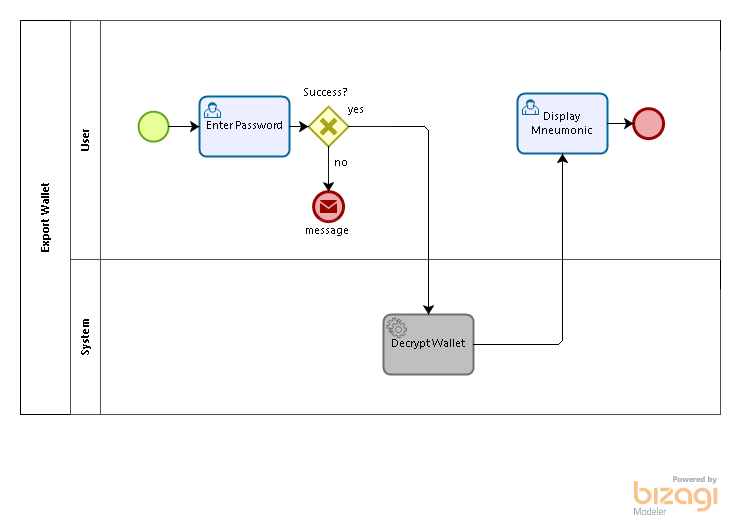 Export Wallet
User
Enter Password
Success?
yes
no
message
Display
Mneumonic
System
Decrypt Wallet
Powered by
bizagi
Modeler